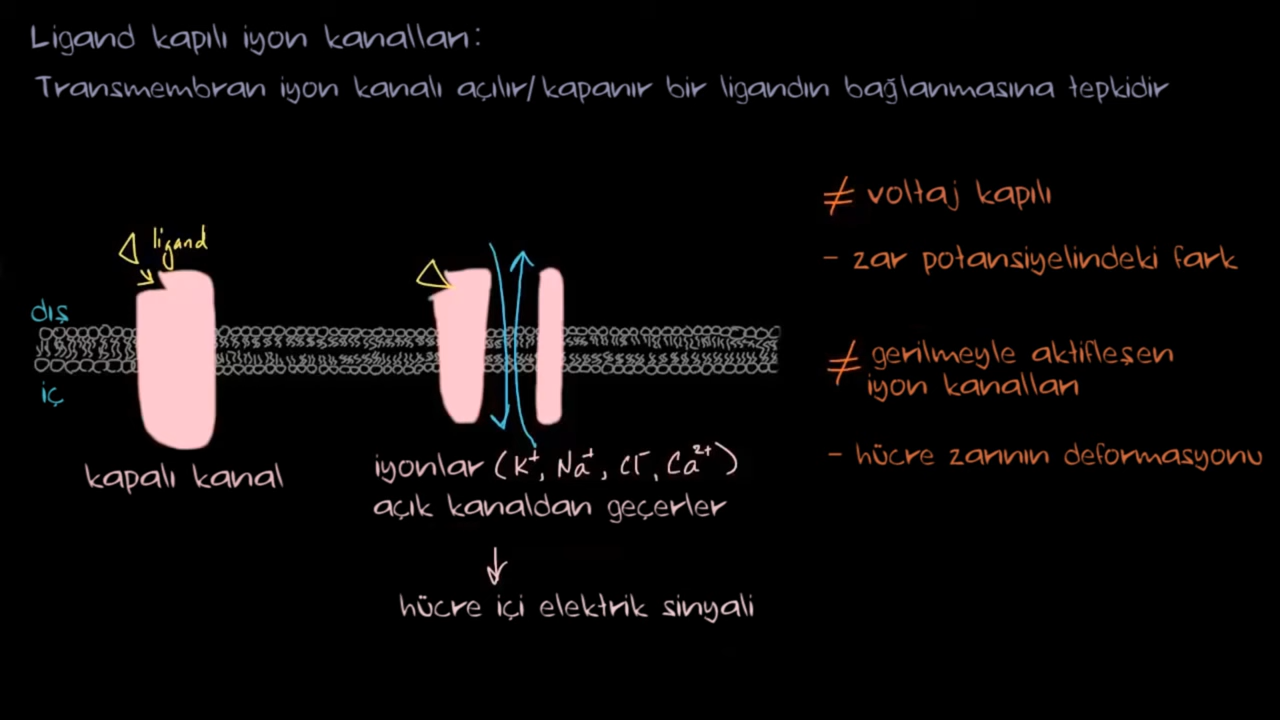 Ligand kapılı iyon kanalları:
Transmembran iyon kanalı açılır/kapanır bir ligandın bağlanmasına tepkidir
≠ voltaj kapılı
- zar potansiyelindeki fark
ligand
dış
iç
≠ gerilmeyle aktifleşen
iyon kanalları
- hücre zarının deformasyonu
kapalı kanal
iyonlar (K⁺, Na⁺, Cl⁻, Ca²⁺)
açık kanaldan geçerler
↓
hücre içi elektrik sinyali